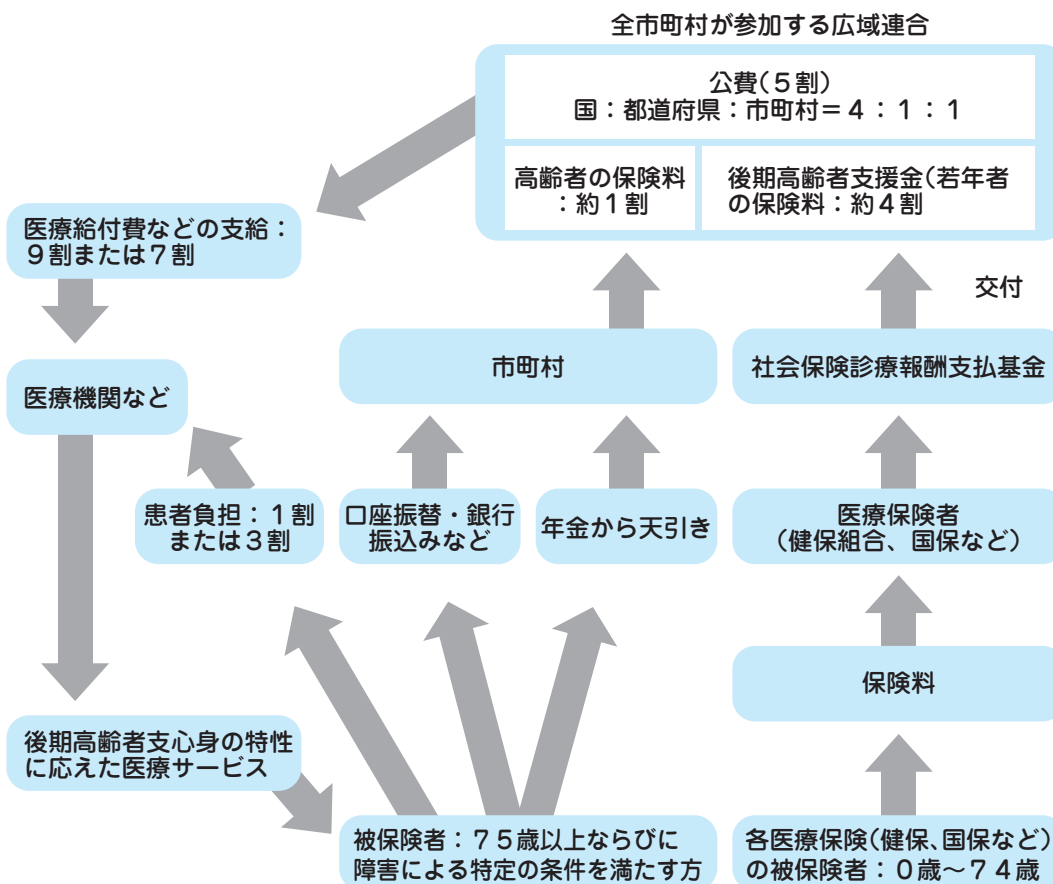 全市町村が参加する広域連合
公費(５割)
国：都道府県：市町村＝４：１：１
高齢者の保険料
：約１割
後期高齢者支援金(若年者
の保険料：約４割
医療給付費などの支給：
９割または７割
交付
市町村
社会保険診療報酬支払基金
医療機関など
患者負担：１割
または３割
口座振替・銀行
振込みなど
年金から天引き
医療保険者
（健保組合、国保など）
保険料
後期高齢者支心身の特性
に応えた医療サービス
被保険者：７５歳以上ならびに
障害による特定の条件を満たす方
各医療保険(健保、国保など)
の被保険者：０歳～７４歳